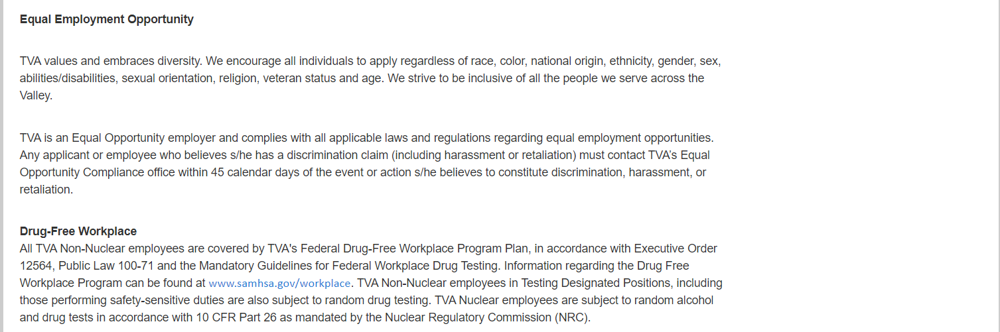 Equal Employment Opportunity
TVA values and embraces diversity. We encourage all individuals to apply regardless of race, color, national origin, ethnicity, gender, sex,
abilities/disabilities, sexual orientation, religion, veteran status and age. We strive to be inclusive of all the people we serve across the
Valley.
TVA is an Equal Opportunity employer and complies with all applicable laws and regulations regarding equal employment opportunities.
Any applicant or employee who believes s/he has a discrimination claim (including harassment or retaliation) must contact TVA’s Equal
Opportunity Compliance office within 45 calendar days of the event or action s/he believes to constitute discrimination, harassment, or
retaliation.
Drug-Free Workplace
All TVA Non-Nuclear employees are covered by TVA's Federal Drug-Free Workplace Program Plan, in accordance with Executive Order
12564, Public Law 100-71 and the Mandatory Guidelines for Federal Workplace Drug Testing. Information regarding the Drug Free
Workplace Program can be found at www.samhsa.gov/workplace. TVA Non-Nuclear employees in Testing Designated Positions, including
those performing safety-sensitive duties are also subject to random drug testing. TVA Nuclear employees are subject to random alcohol
and drug tests in accordance with 10 CFR Part 26 as mandated by the Nuclear Regulatory Commission (NRC).